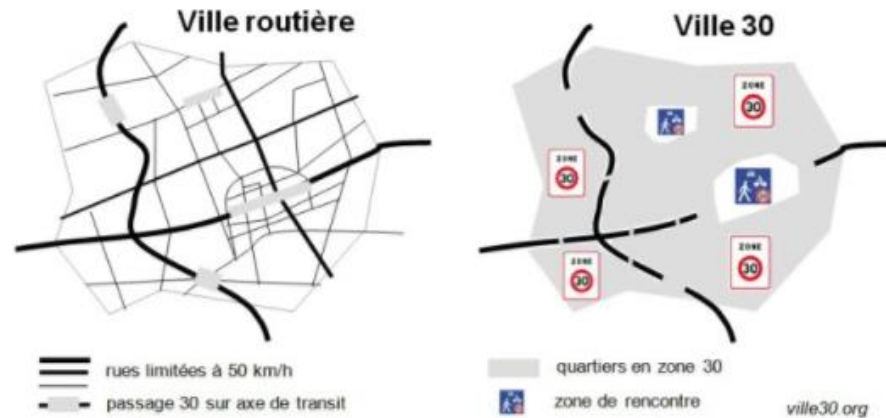 Ville routière
Ville 30
ZONE
30
ZONE
30
ZONE
30
ZONE
30
rues limitées à 50 km/h
passage 30 sur axe de transit
quartiers en zone 30
zone de rencontre
ville30.org